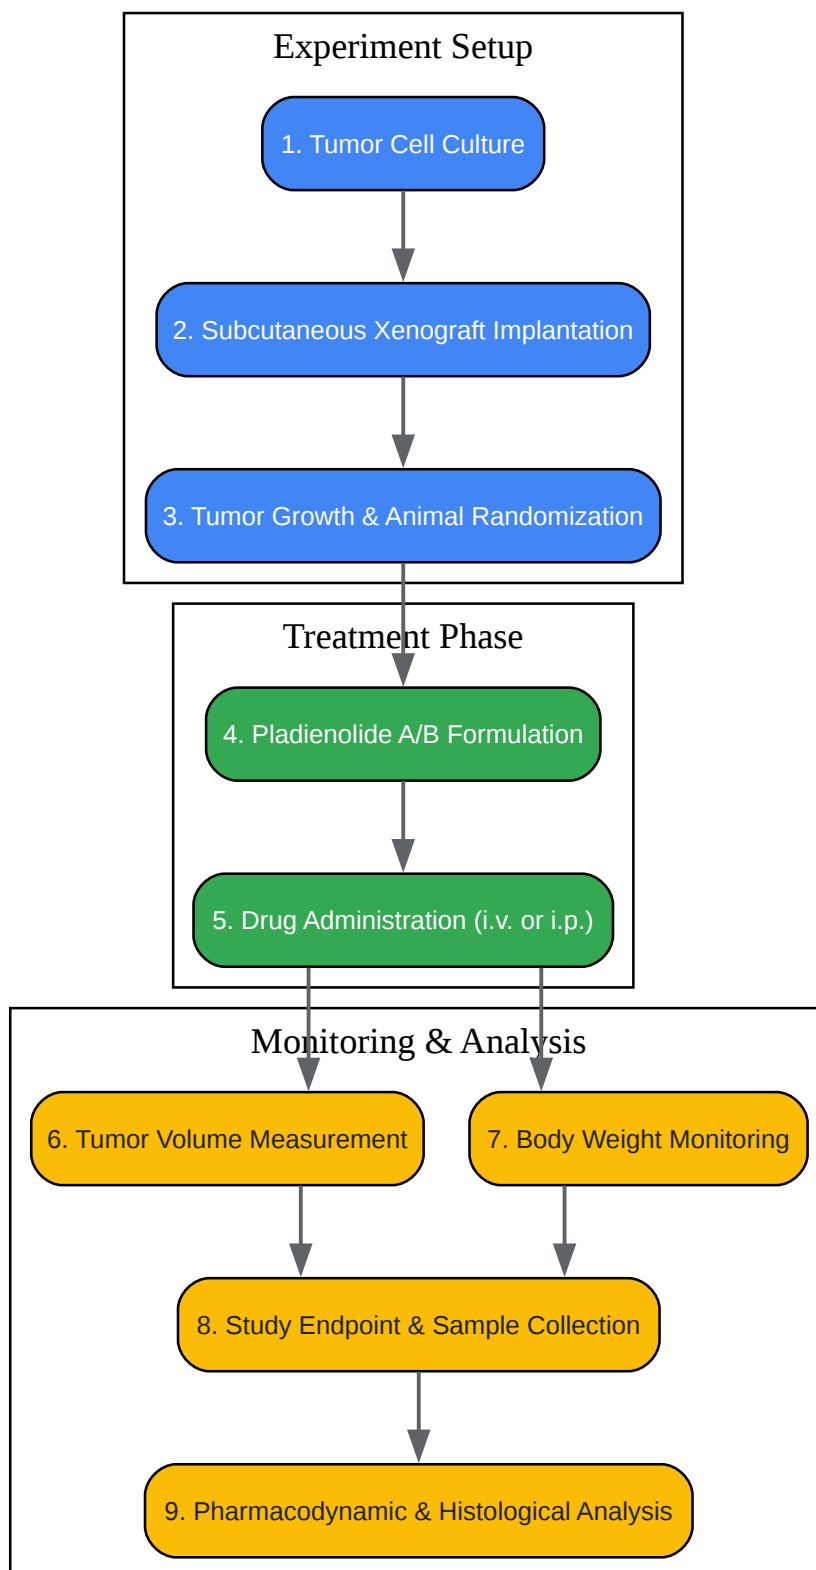 Experiment Setup
1. Tumor Cell Culture
2. Subcutaneous Xenograft Implantation
3. Tumor Growth & Animal Randomization
Treatment Phase
4. Pladienolide A/B Formulation
5. Drug Administration (i.v. or i.p.)
Monitoring & Analysis
6. Tumor Volume Measurement
7. Body Weight Monitoring
8. Study Endpoint & Sample Collection
9. Pharmacodynamic & Histological Analysis